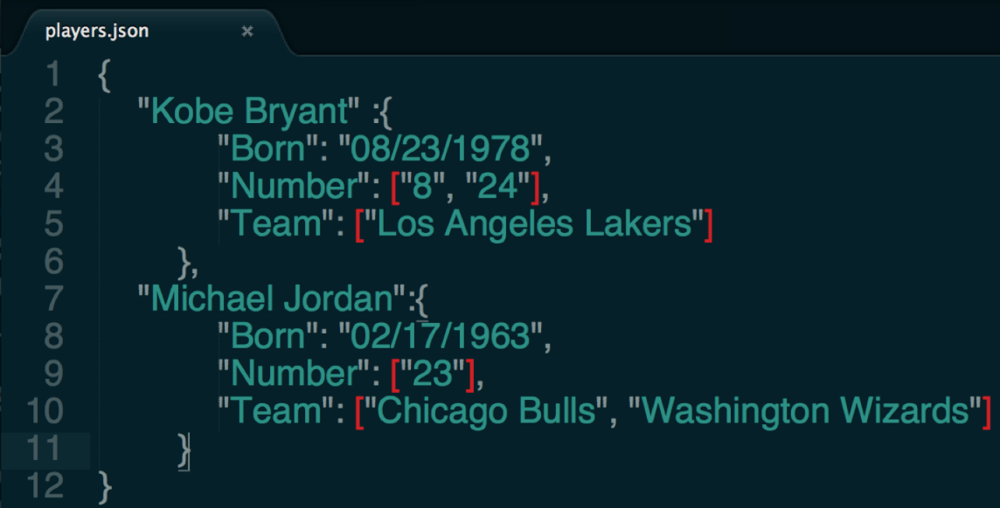 players.json ×
1 {
2 "Kobe Bryant" :{
3 "Born": "08/23/1978",
4 "Number": ["8", "24"],
5 "Team": ["Los Angeles Lakers"]
6 },
7 "Michael Jordan":{
8 "Born": "02/17/1963",
9 "Number": ["23"],
10 "Team": ["Chicago Bulls", "Washington Wizards"]
11 }
12 }